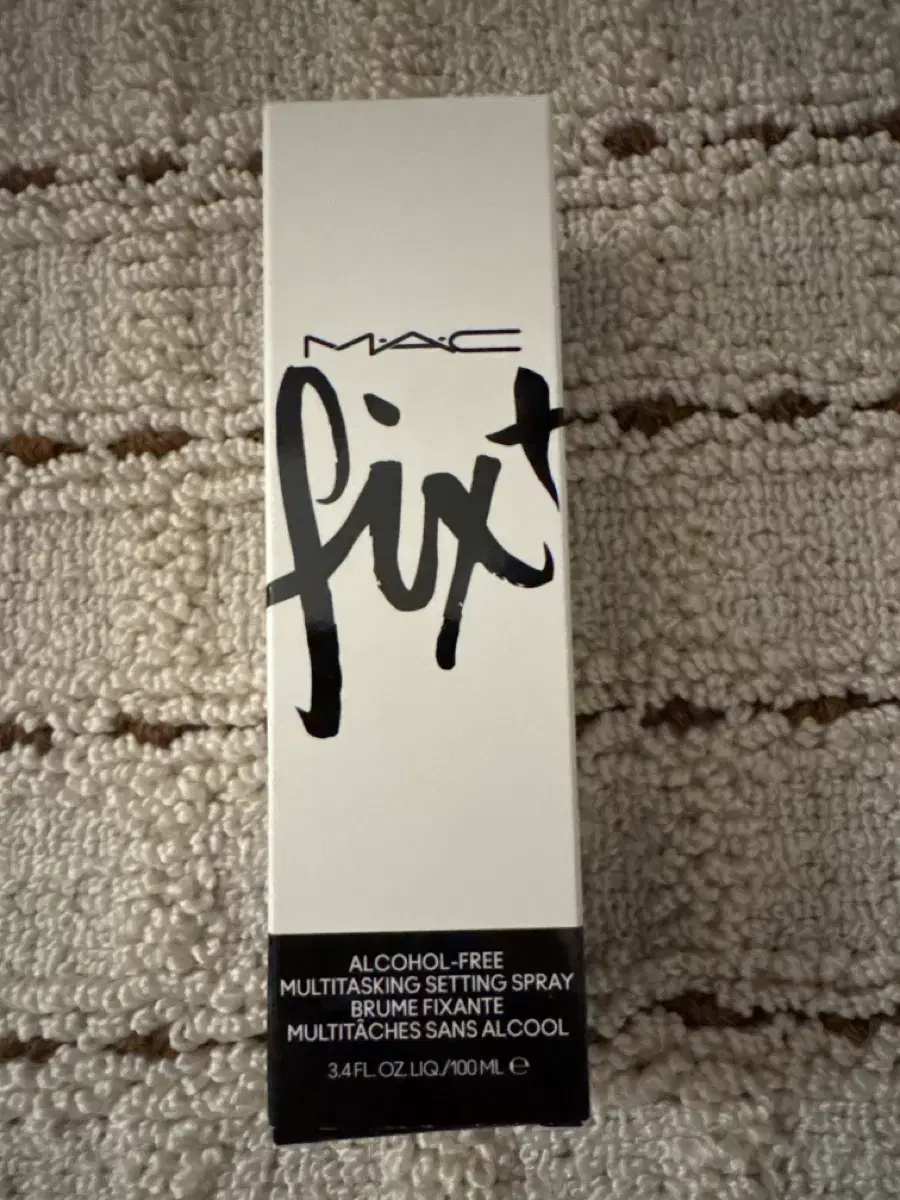 M·A·C
fix+
ALCOHOL-FREE
MULTITASKING SETTING SPRAY
BRUME FIXANTE
MULTITÂCHES SANS ALCOOL
3.4 FL. OZ. LIQ./100 ML ℮